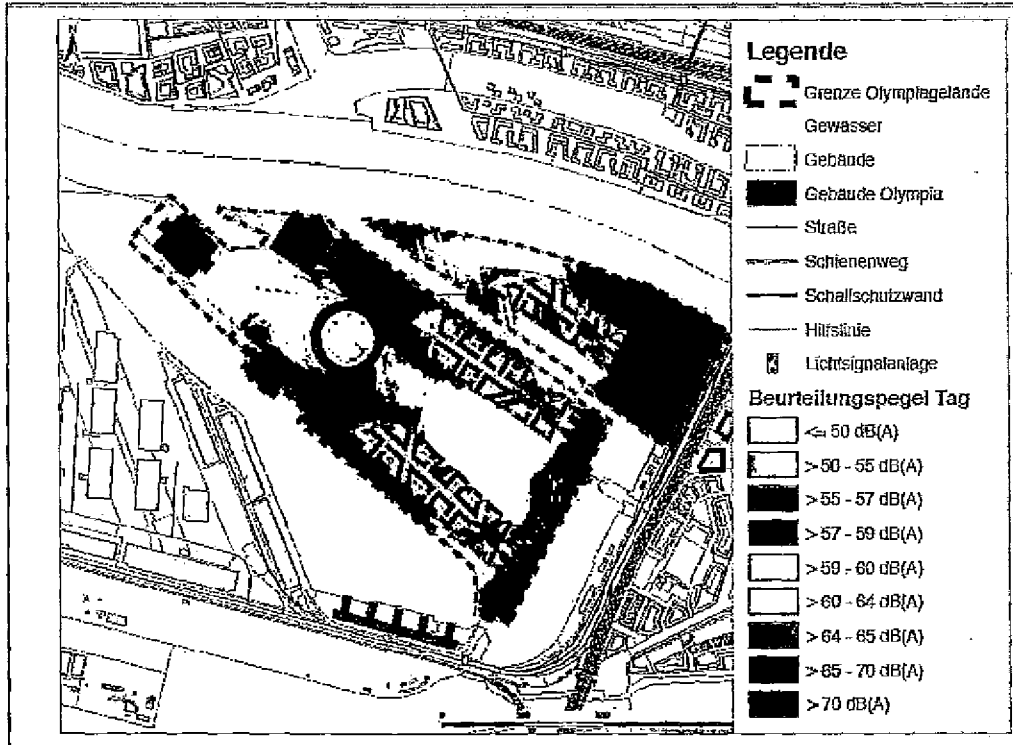 N
Legende
Grenze Olympiagelände
Gewässer
Gebäude
Gebäude Olympia
Straße
Schienenweg
Schallschutzwand
Hilfslinie
Lichtsignalanlage
Beurteilungspegel Tag
<= 50 dB(A)
> 50 - 55 dB(A)
> 55 - 57 dB(A)
> 57 - 59 dB(A)
> 59 - 60 dB(A)
> 60 - 64 dB(A)
> 64 - 65 dB(A)
> 65 - 70 dB(A)
> 70 dB(A)
0